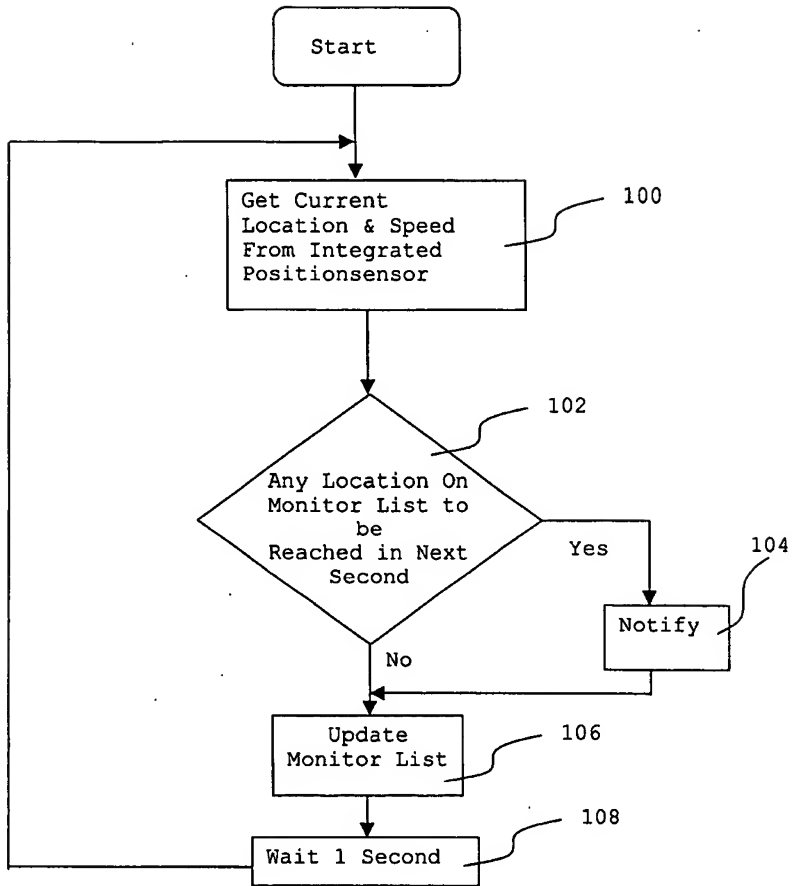 Start
Get Current
Location & Speed
From Integrated
Positionsensor
100
102
Any Location On
Monitor List to
be
Reached in Next
Second
Yes
104
Notify
No
Update
Monitor List
106
108
Wait 1 Second